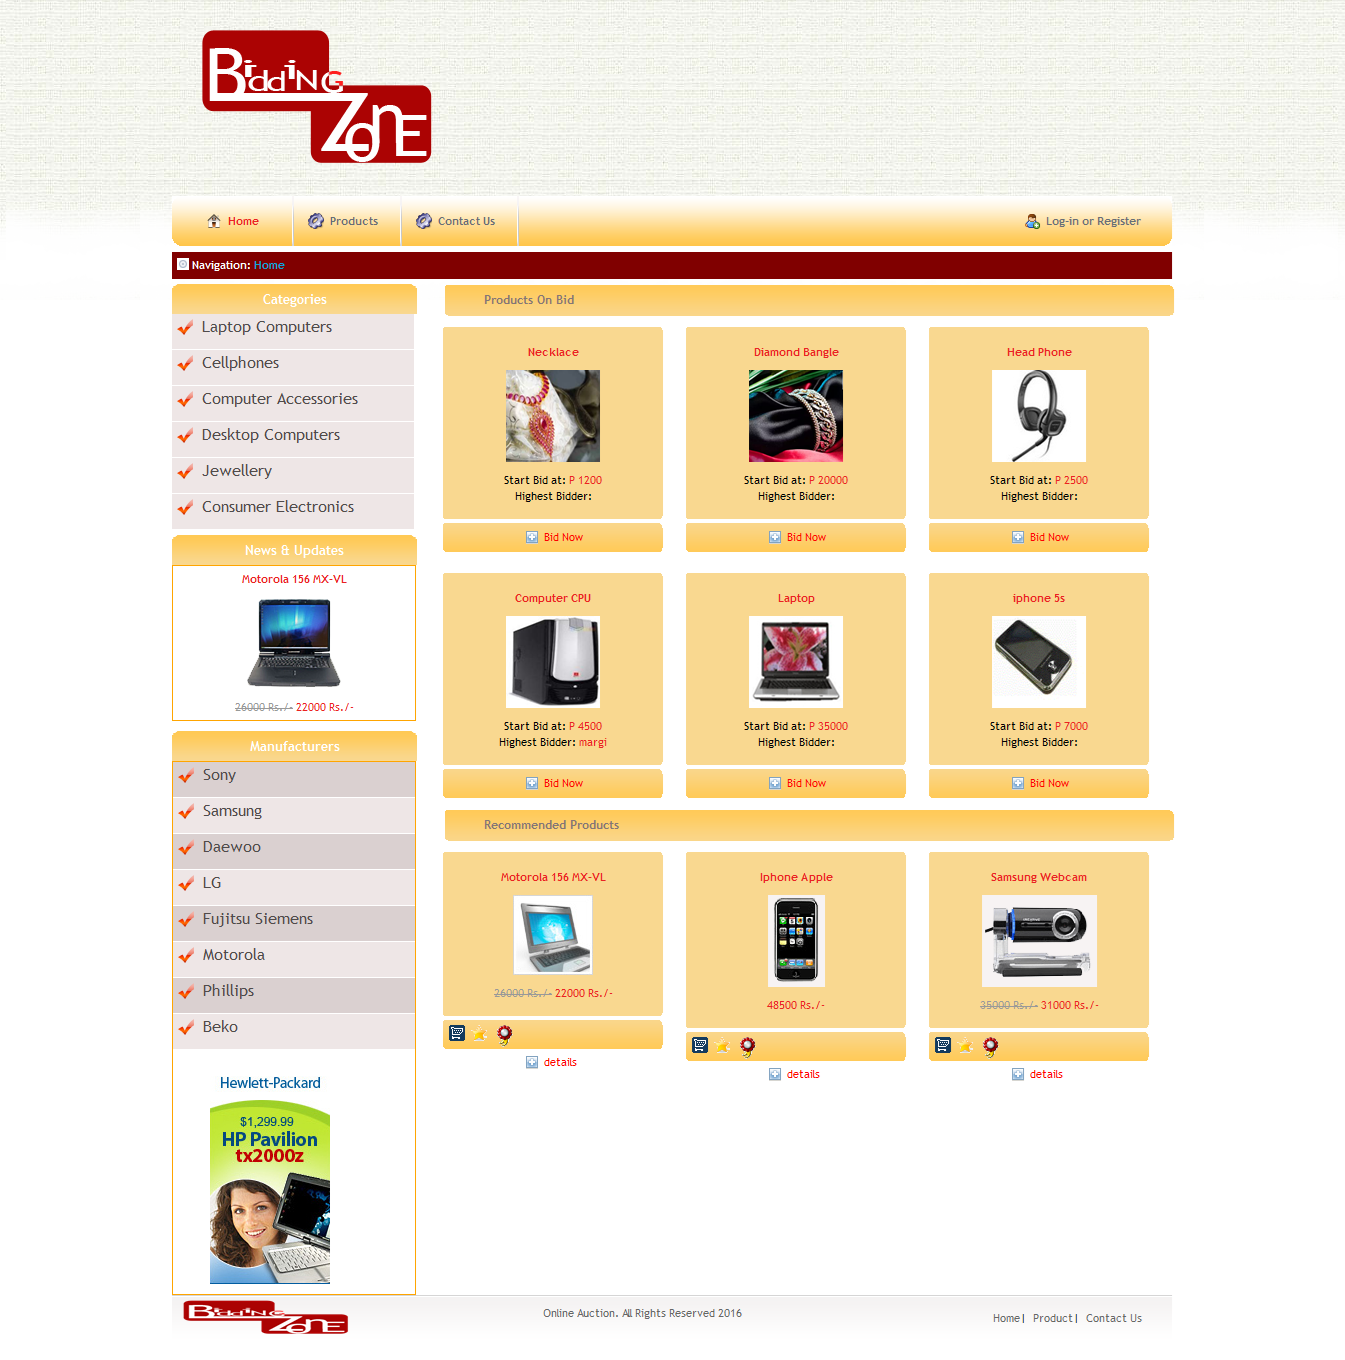 BiddiNG
ZonE
Home
Products
Contact Us
Log-in or Register
Navigation: Home
Categories
Laptop Computers
Cellphones
Computer Accessories
Desktop Computers
Jewellery
Consumer Electronics
News & Updates
Motorola 156 MX-VL
26000 Rs./- 22000 Rs./-
Manufacturers
Sony
Samsung
Daewoo
LG
Fujitsu Siemens
Motorola
Phillips
Beko
Hewlett-Packard
$1,299.99
HP Pavilion
tx2000z
Products On Bid
Necklace
Start Bid at: P 1200
Highest Bidder:
Bid Now
Diamond Bangle
Start Bid at: P 20000
Highest Bidder:
Bid Now
Head Phone
Start Bid at: P 2500
Highest Bidder:
Bid Now
Computer CPU
Start Bid at: P 4500
Highest Bidder: margi
Bid Now
Laptop
Start Bid at: P 35000
Highest Bidder:
Bid Now
iphone 5s
Start Bid at: P 7000
Highest Bidder:
Bid Now
Recommended Products
Motorola 156 MX-VL
26000 Rs./- 22000 Rs./-
details
Iphone Apple
48500 Rs./-
details
Samsung Webcam
35000 Rs./- 31000 Rs./-
details
BiddiNG
ZonE
Online Auction. All Rights Reserved 2016
Home| Product| Contact Us